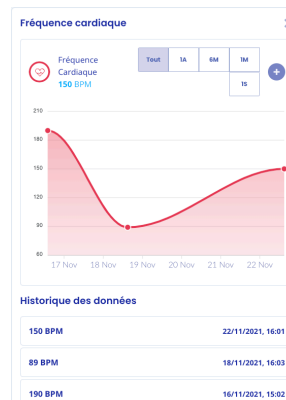 Fréquence cardiaque
Fréquence
Cardiaque
150 BPM
Tout 1A 6M 1M
1S
210
180
150
120
90
60
17 Nov 18 Nov 19 Nov 20 Nov 21 Nov 22 Nov
Historique des données
150 BPM 22/11/2021, 16:01
89 BPM 18/11/2021, 16:03
190 BPM 16/11/2021, 15:02